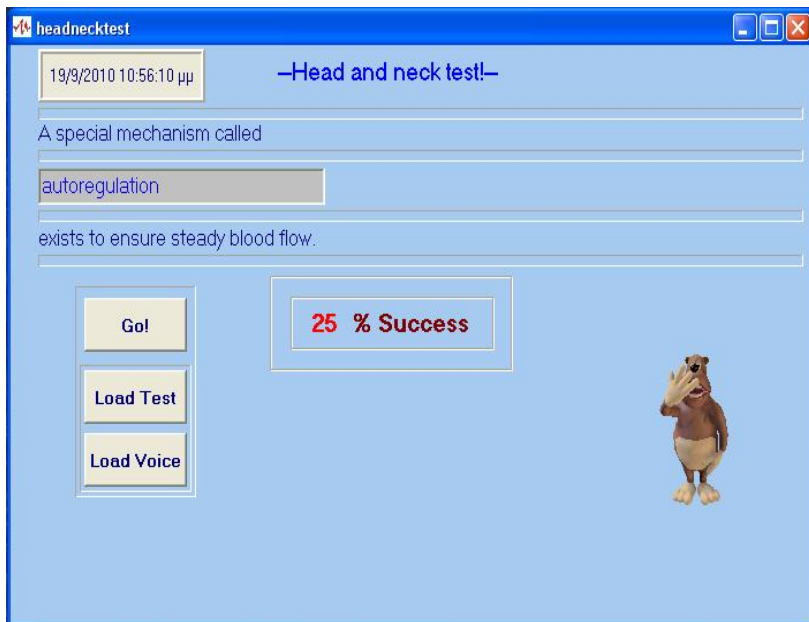 headnecktest
19/9/2010 10:56:10 μμ
–Head and neck test!–
A special mechanism called
autoregulation
exists to ensure steady blood flow.
Go!
25 % Success
Load Test
Load Voice